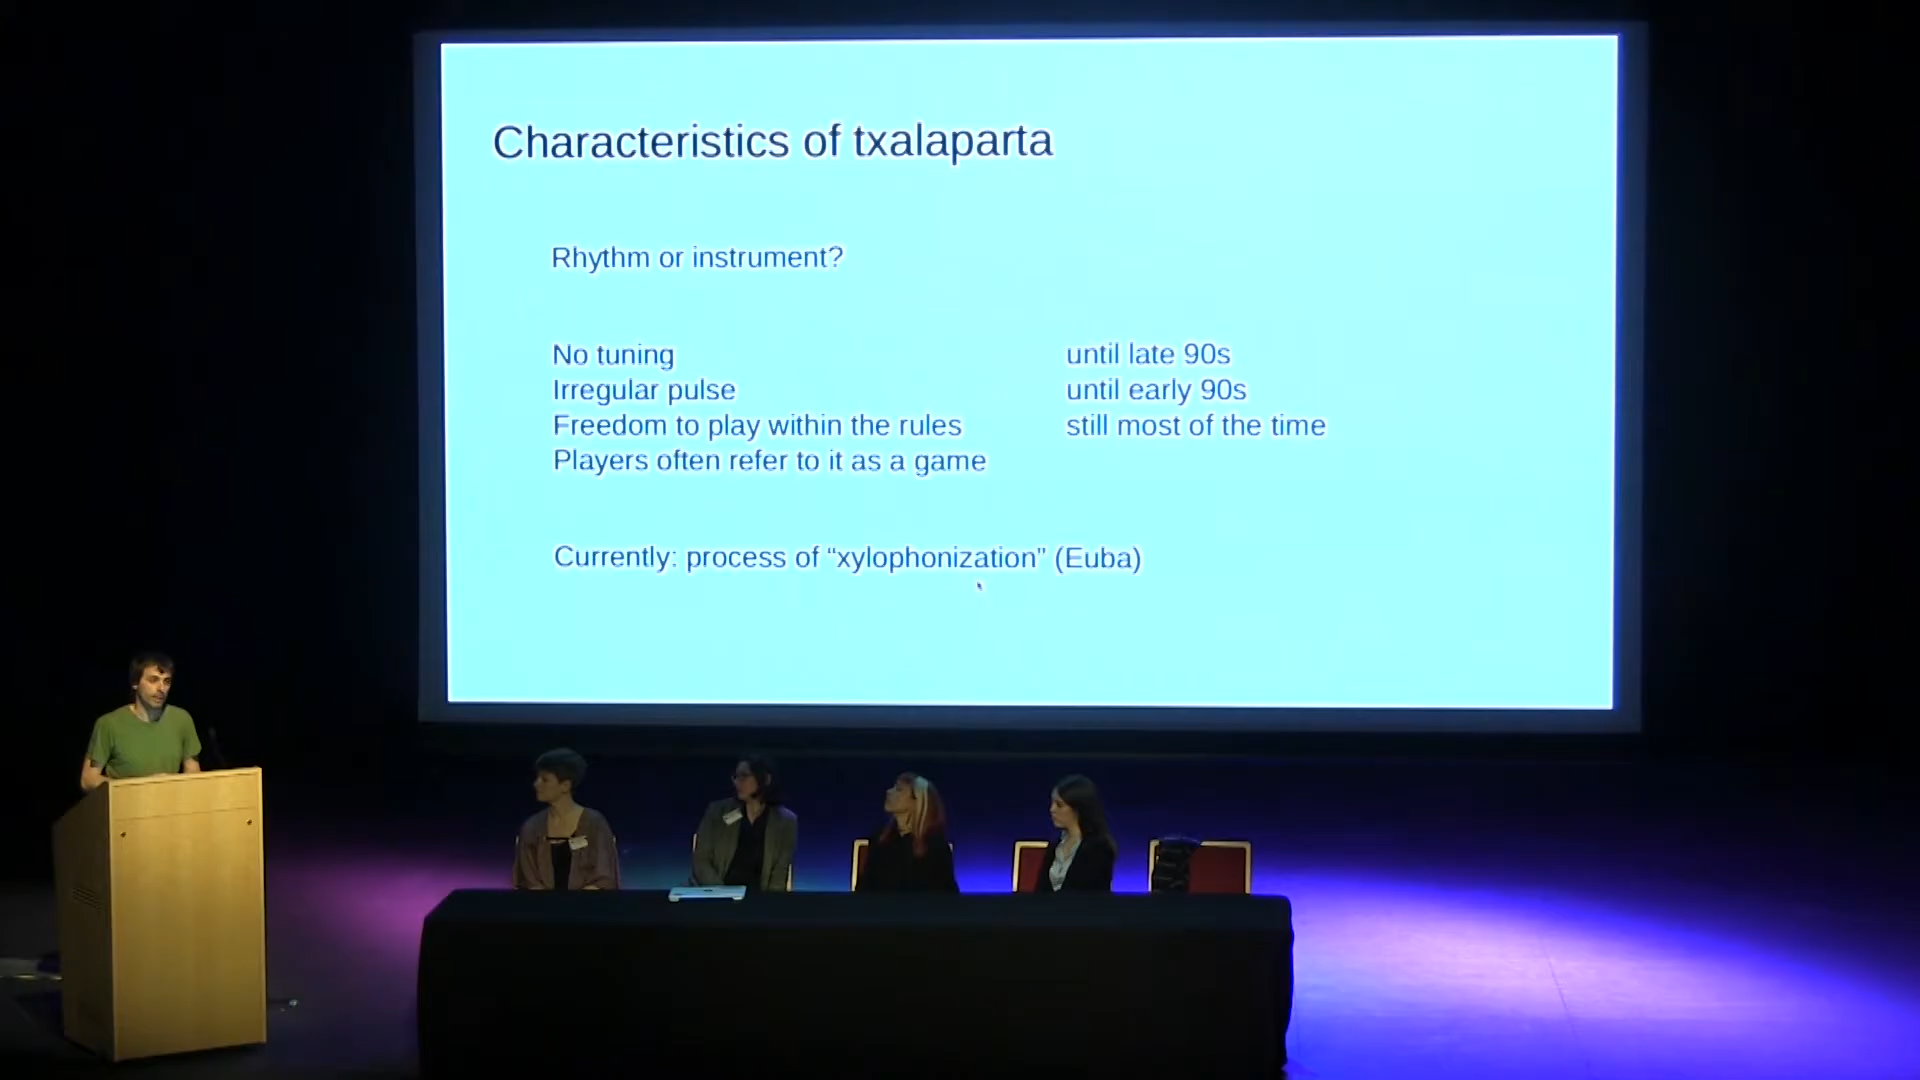 Characteristics of txalaparta
Rhythm or instrument?
No tuning until late 90s
Irregular pulse until early 90s
Freedom to play within the rules still most of the time
Players often refer to it as a game
Currently: process of “xylophonization” (Euba)